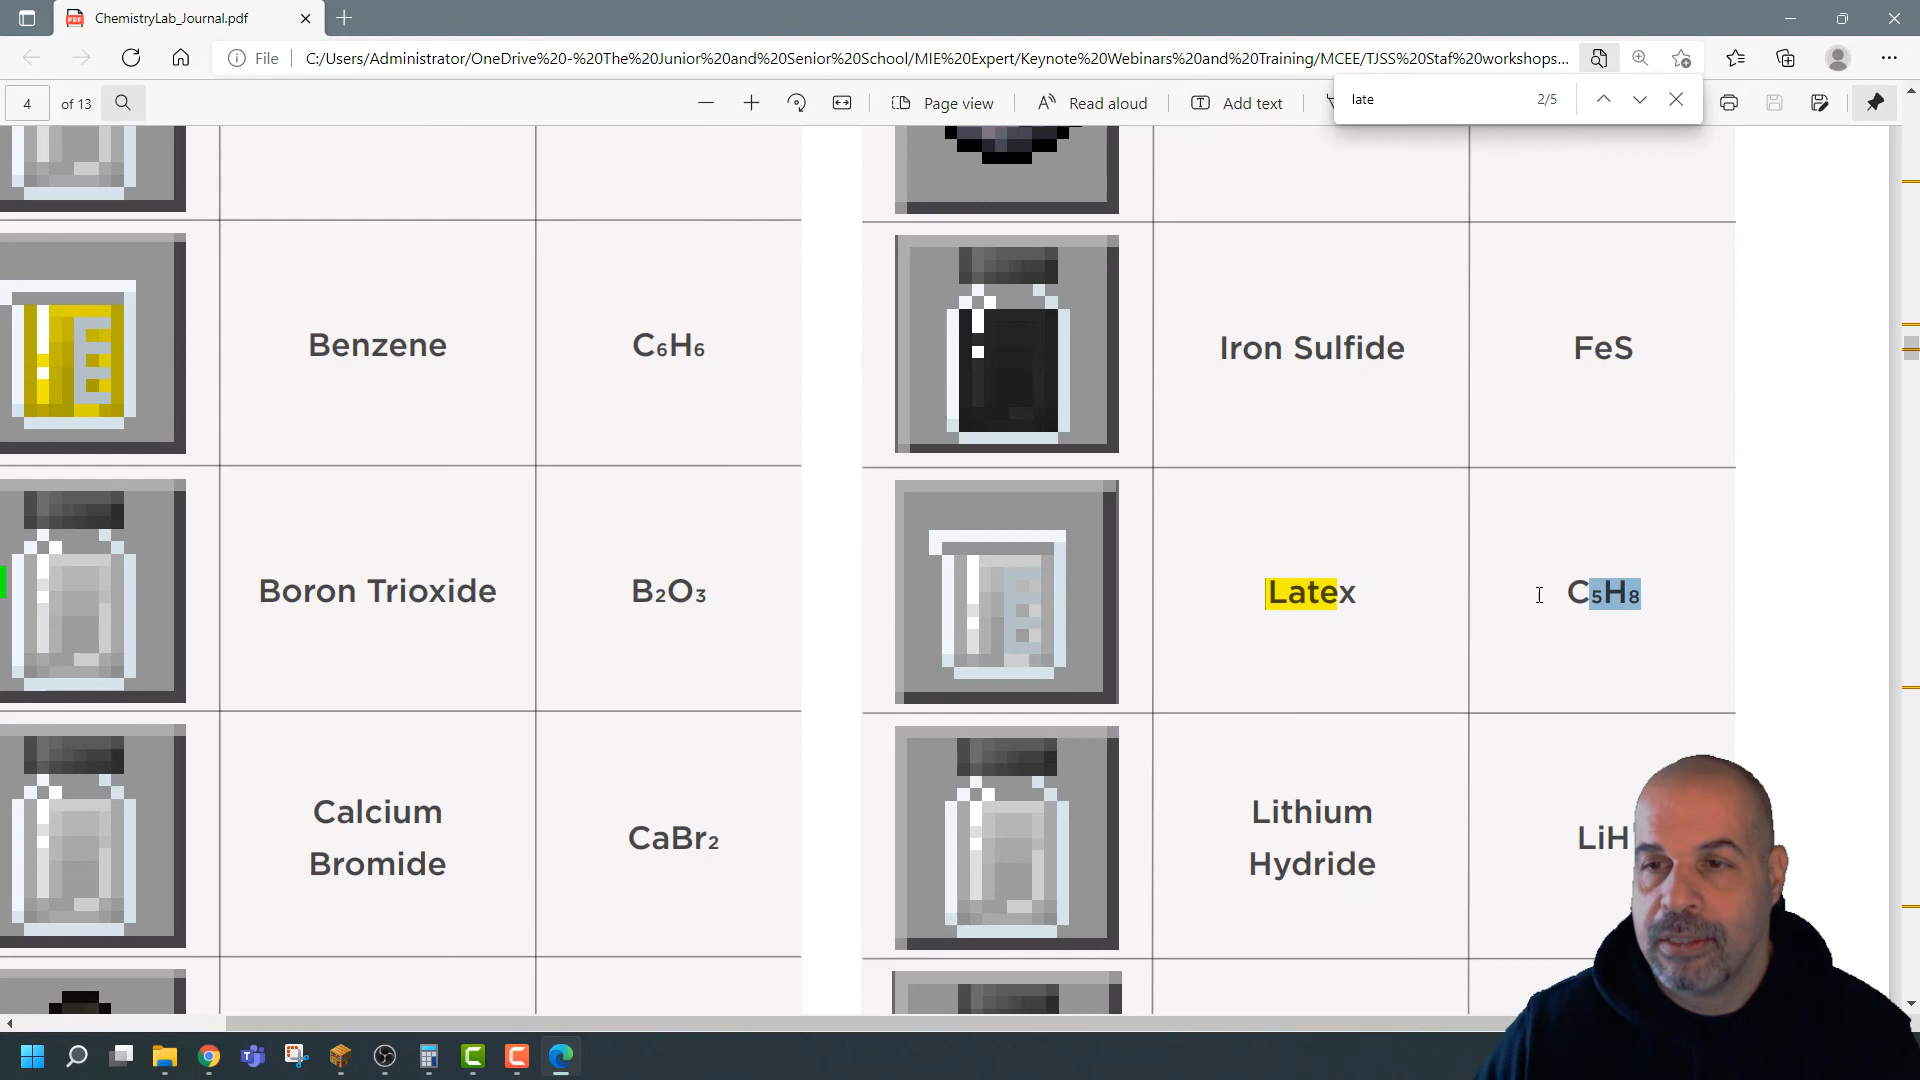 ChemistryLab_Journal.pdf
File
C:/Users/Administrator/OneDrive%20-%20The%20Junior%20and%20Senior%20School/MIE%20Expert/Keynote%20Webinars%20and%20Training/MCEE/TJSS%20Staf%20workshops...
4 of 13
Page view
Read aloud
Add text
late
2/5
Benzene
C₆H₆
Iron Sulfide
FeS
Boron Trioxide
B₂O₃
Latex
C₅H₈
Calcium
Bromide
CaBr₂
Lithium
Hydride
LiH